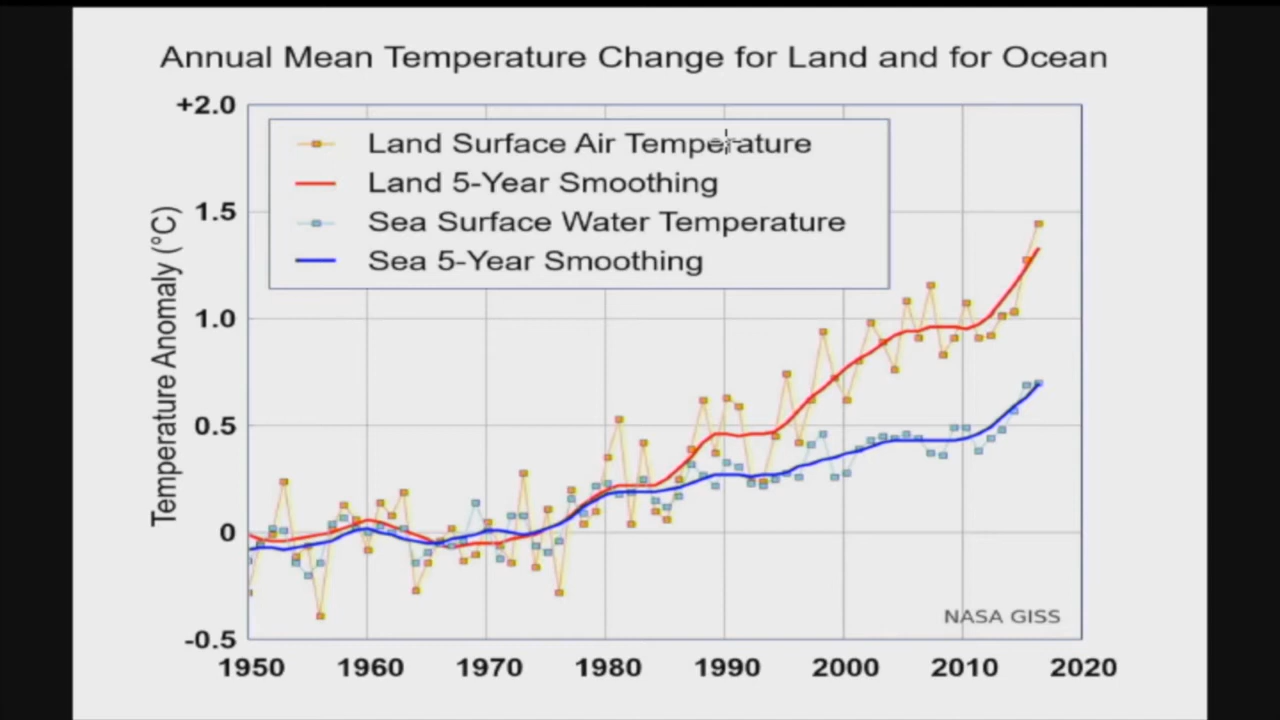 Annual Mean Temperature Change for Land and for Ocean
+2.0
Land Surface Air Temperature
Land 5-Year Smoothing
1.5
Sea Surface Water Temperature
Sea 5-Year Smoothing
Temperature Anomaly (°C)
1.0
0.5
0
NASA GISS
-0.5
1950 1960 1970 1980 1990 2000 2010 2020